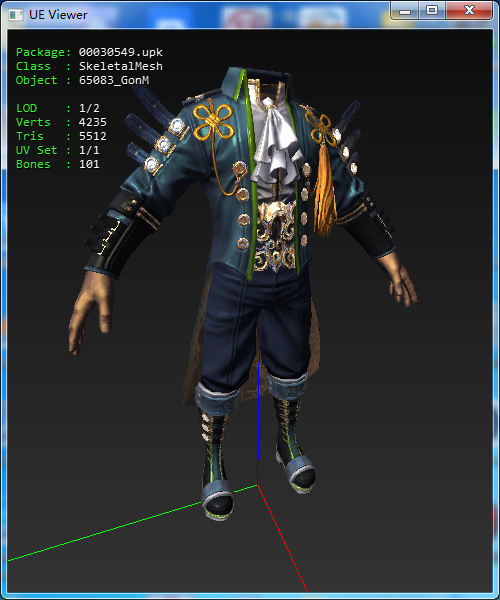 UE Viewer
Package: 00030549.upk
Class : SkeletalMesh
Object : 65083_GonM
LOD : 1/2
Verts : 4235
Tris : 5512
UV Set : 1/1
Bones : 101